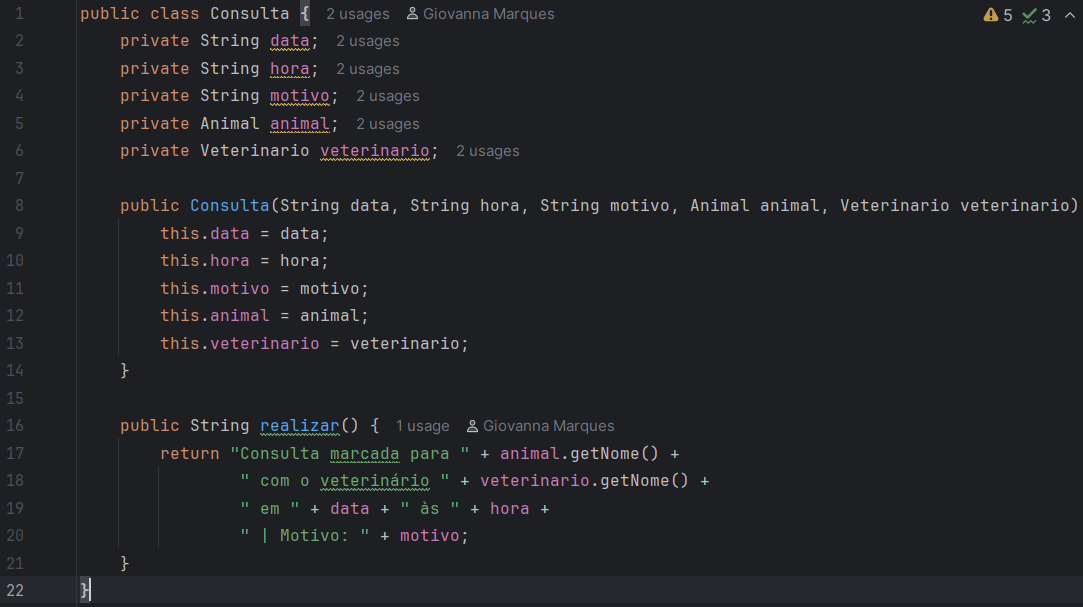 1 public class Consulta { 2 usages Giovanna Marques 5 3
2 private String data; 2 usages
3 private String hora; 2 usages
4 private String motivo; 2 usages
5 private Animal animal; 2 usages
6 private Veterinario veterinario; 2 usages
7
8 public Consulta(String data, String hora, String motivo, Animal animal, Veterinario veterinario)
9 this.data = data;
10 this.hora = hora;
11 this.motivo = motivo;
12 this.animal = animal;
13 this.veterinario = veterinario;
14 }
15
16 public String realizar() { 1 usage Giovanna Marques
17 return "Consulta marcada para " + animal.getNome() +
18 " com o veterinário " + veterinario.getNome() +
19 " em " + data + " às " + hora +
20 " | Motivo: " + motivo;
21 }
22 }